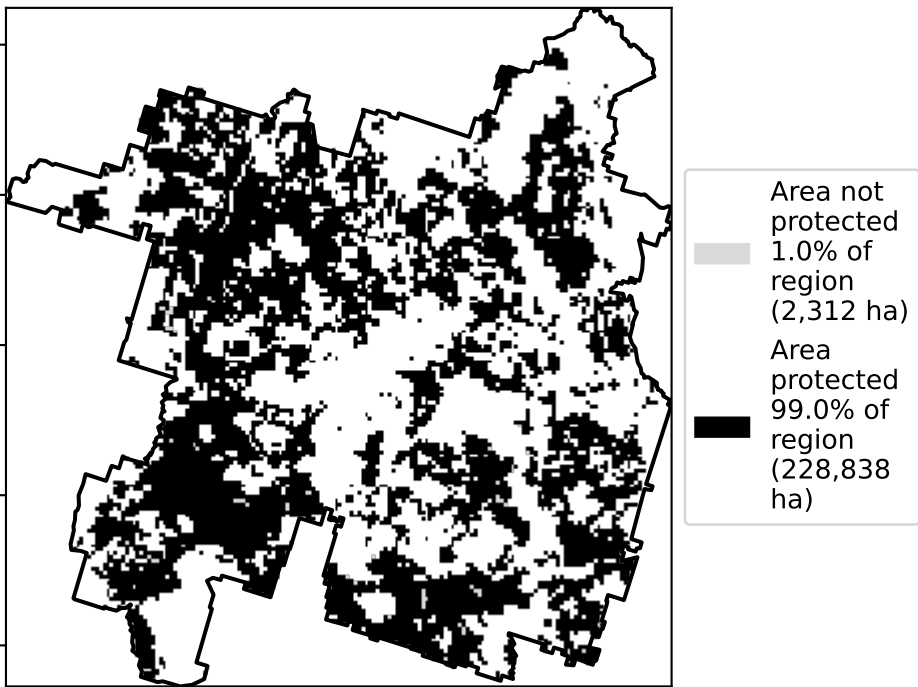 Area not
protected
1.0% of
region
(2,312 ha)
Area
protected
99.0% of
region
(228,838
ha)